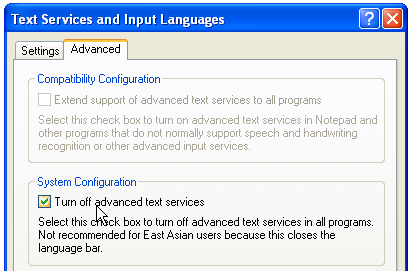 Text Services and Input Languages
?
Settings
Advanced
Compatibility Configuration
Extend support of advanced text services to all programs
Select this check box to turn on advanced text services in Notepad and
other programs that do not normally support speech and handwriting
recognition or other advanced input services.
System Configuration
Turn off advanced text services
Select this check box to turn off advanced text services in all programs.
Not recommended for East Asian users because this closes the
language bar.